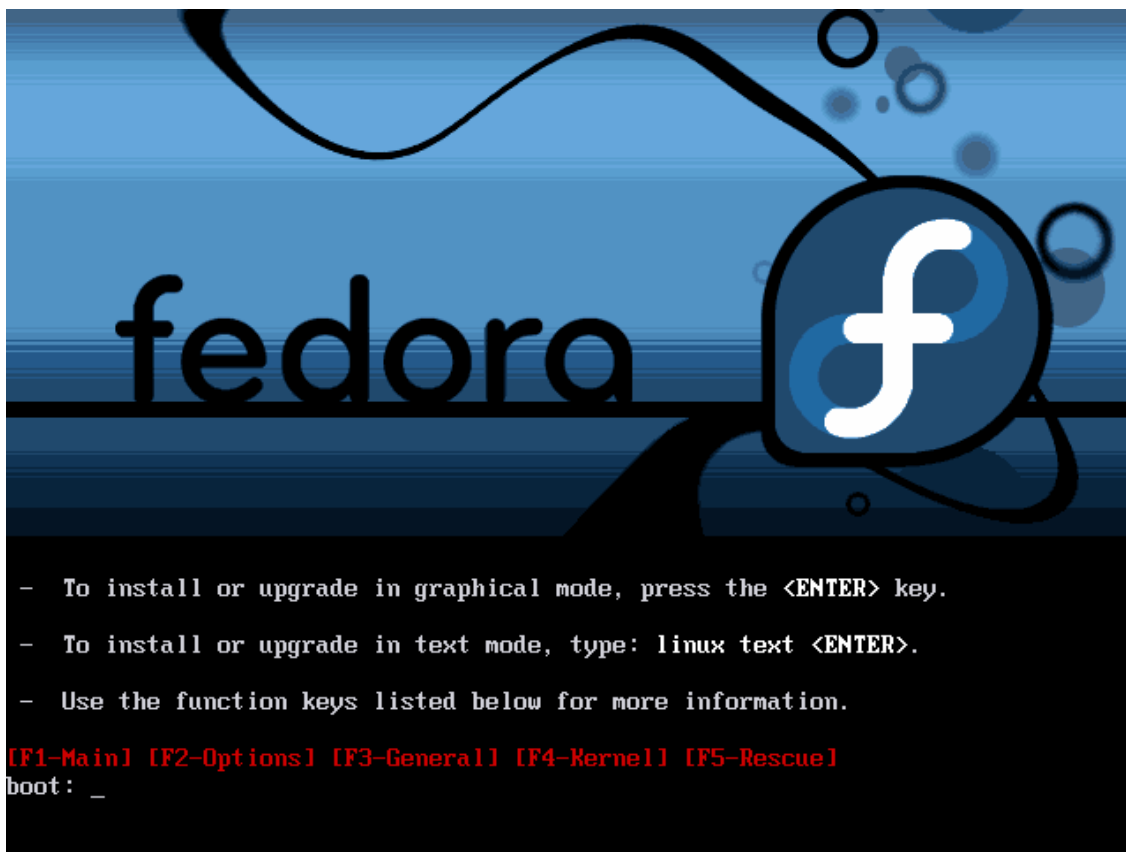 fedora
- To install or upgrade in graphical mode, press the <ENTER> key.
- To install or upgrade in text mode, type: linux text <ENTER>.
- Use the function keys listed below for more information.
[F1-Main] [F2-Options] [F3-General] [F4-Kernel] [F5-Rescue]
boot: _